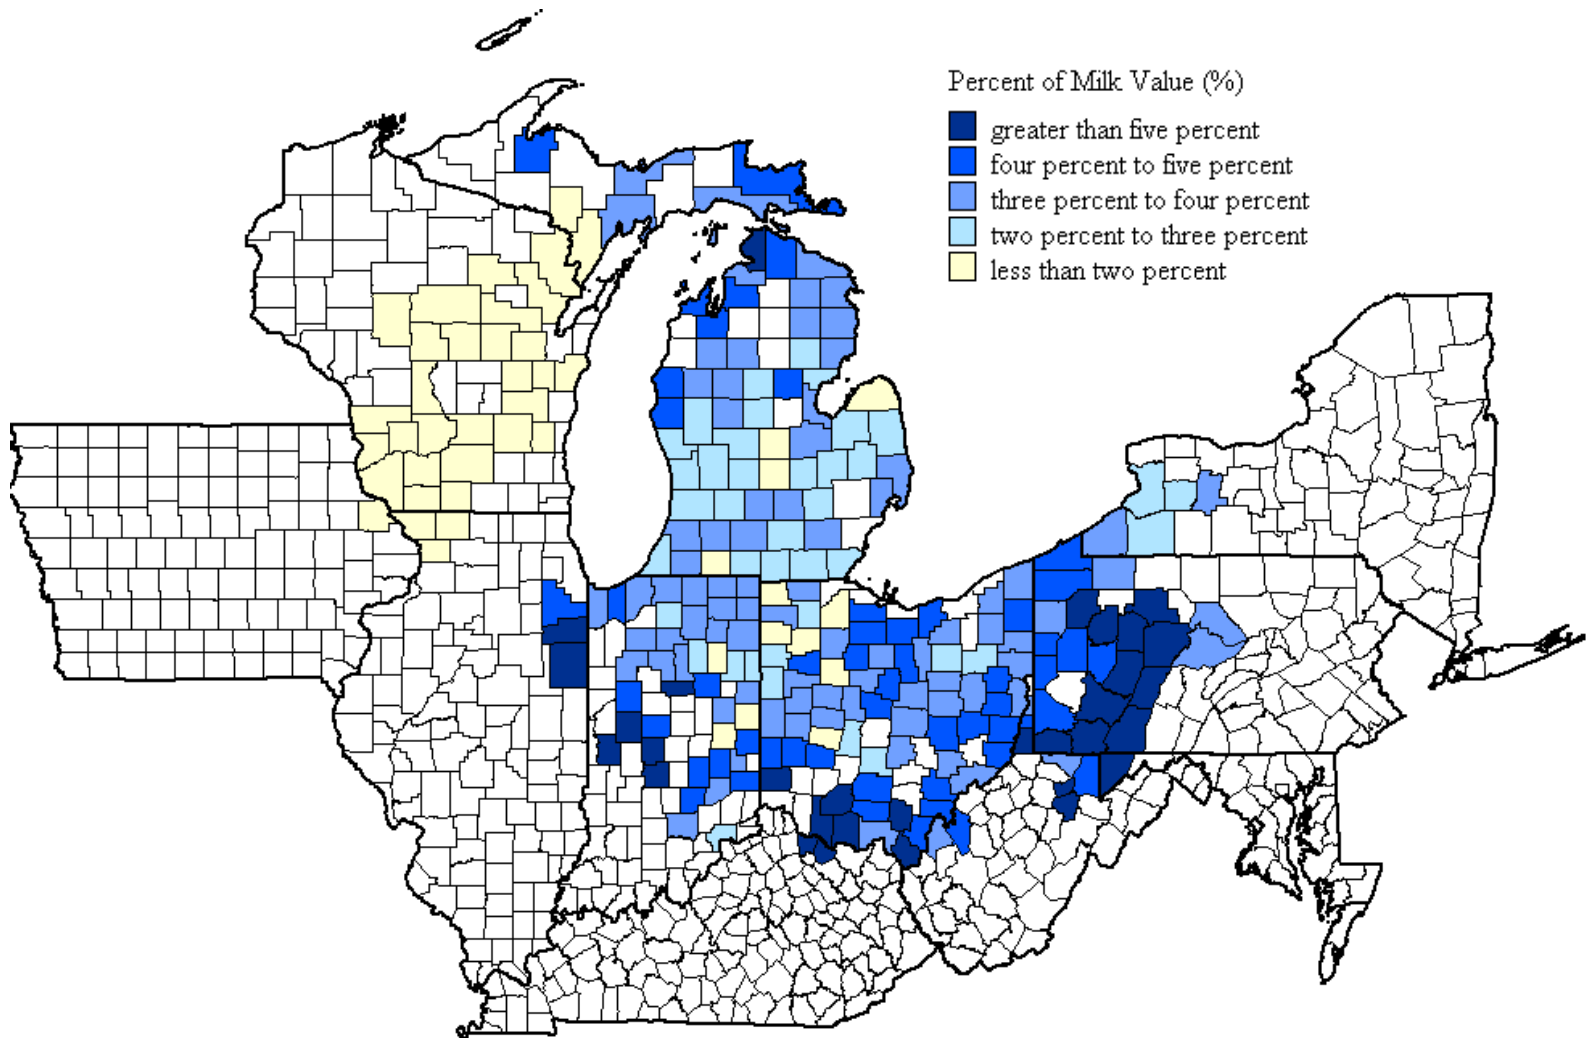 Percent of Milk Value (%)
greater than five percent
four percent to five percent
three percent to four percent
two percent to three percent
less than two percent